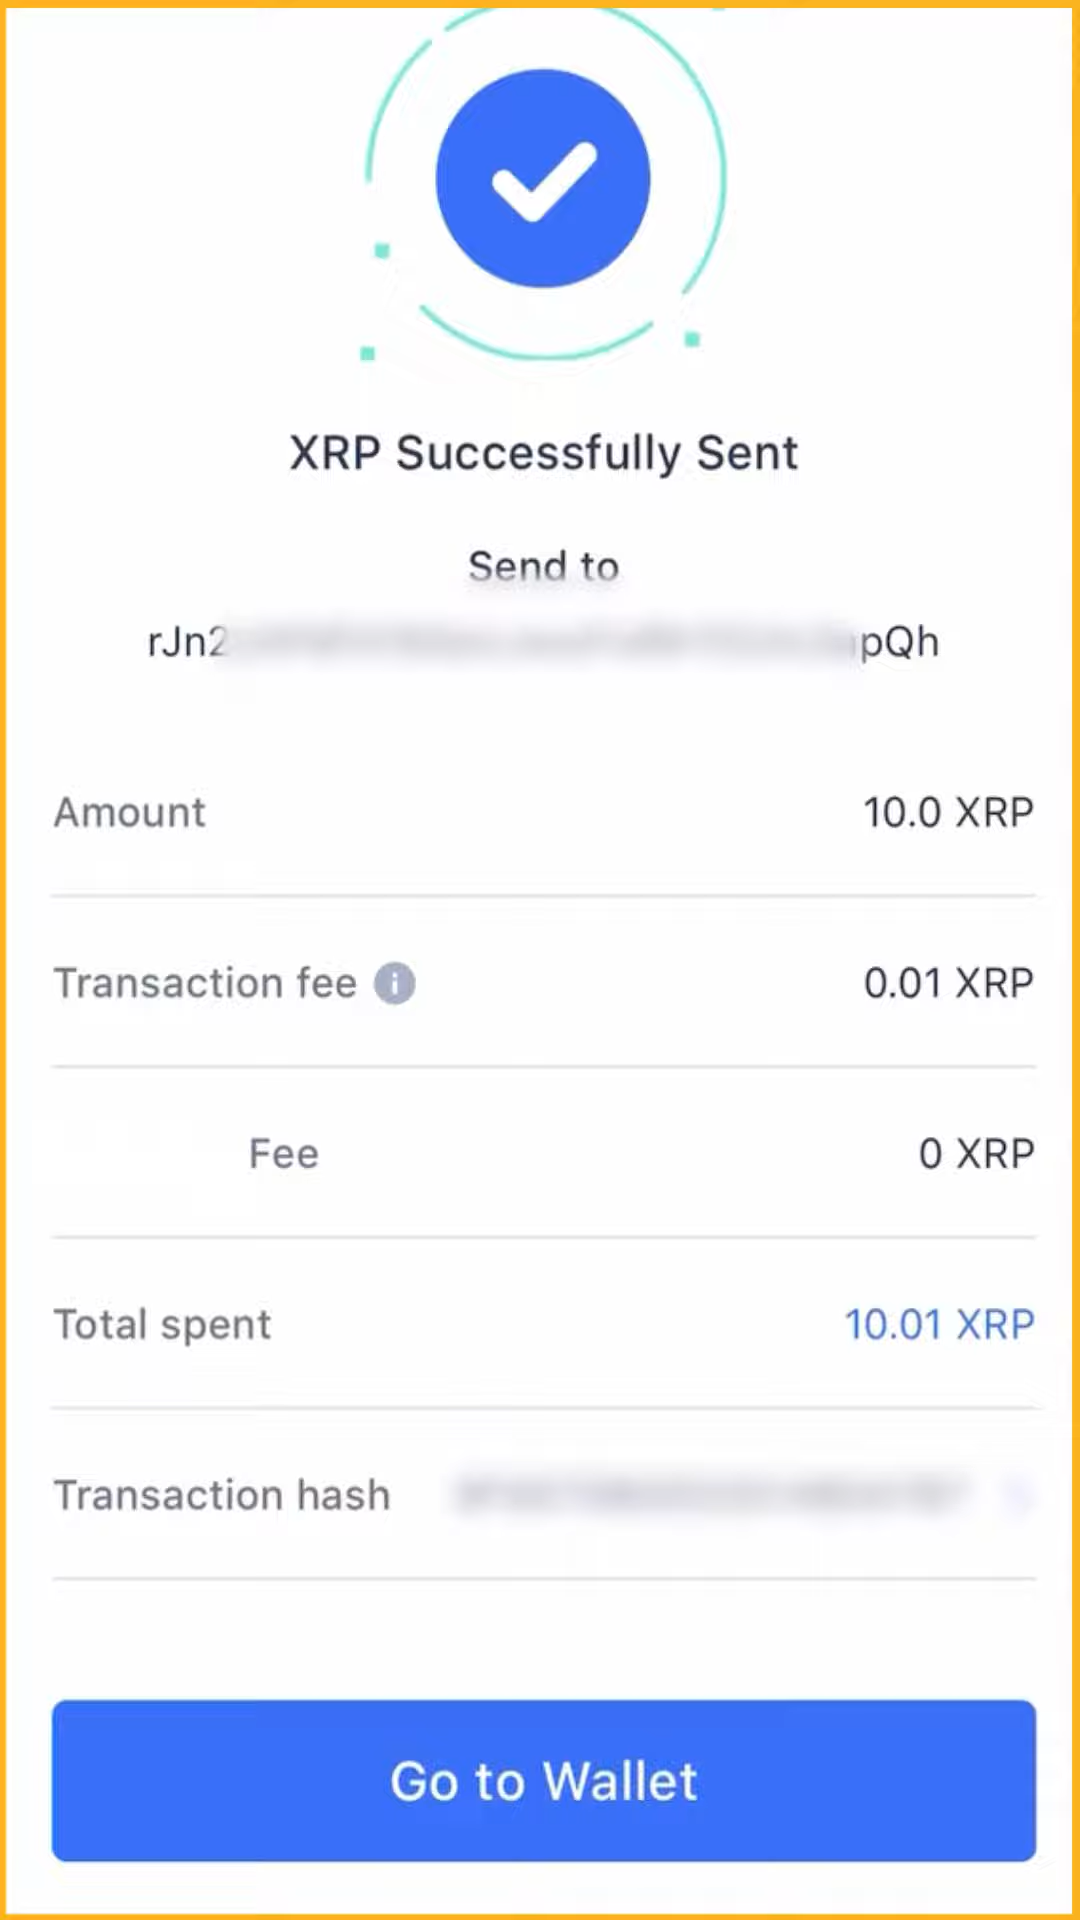 XRP Successfully Sent
Send to
rJn2 pQh
Amount 10.0 XRP
Transaction fee i 0.01 XRP
Fee 0 XRP
Total spent 10.01 XRP
Transaction hash
Go to Wallet